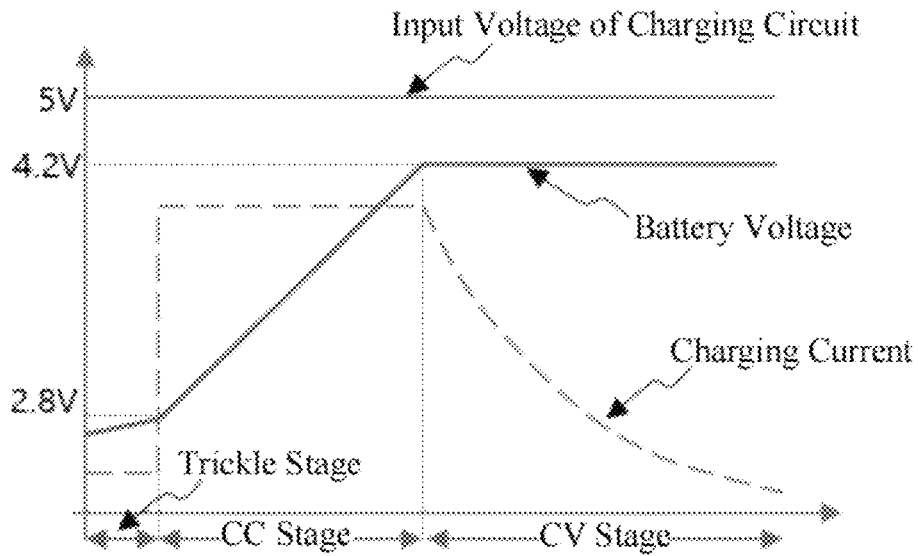 Input Voltage of Charging Circuit
5V
4.2V
Battery Voltage
Charging Current
2.8V
Trickle Stage
CC Stage
CV Stage